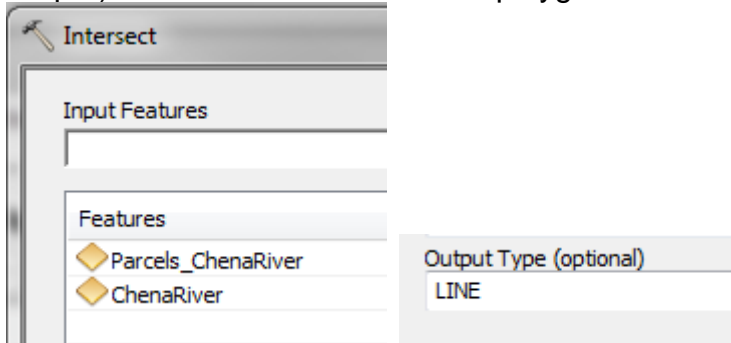 Intersect
Input Features
Features
Parcels_ChenaRiver
ChenaRiver
Output Type (optional)
LINE